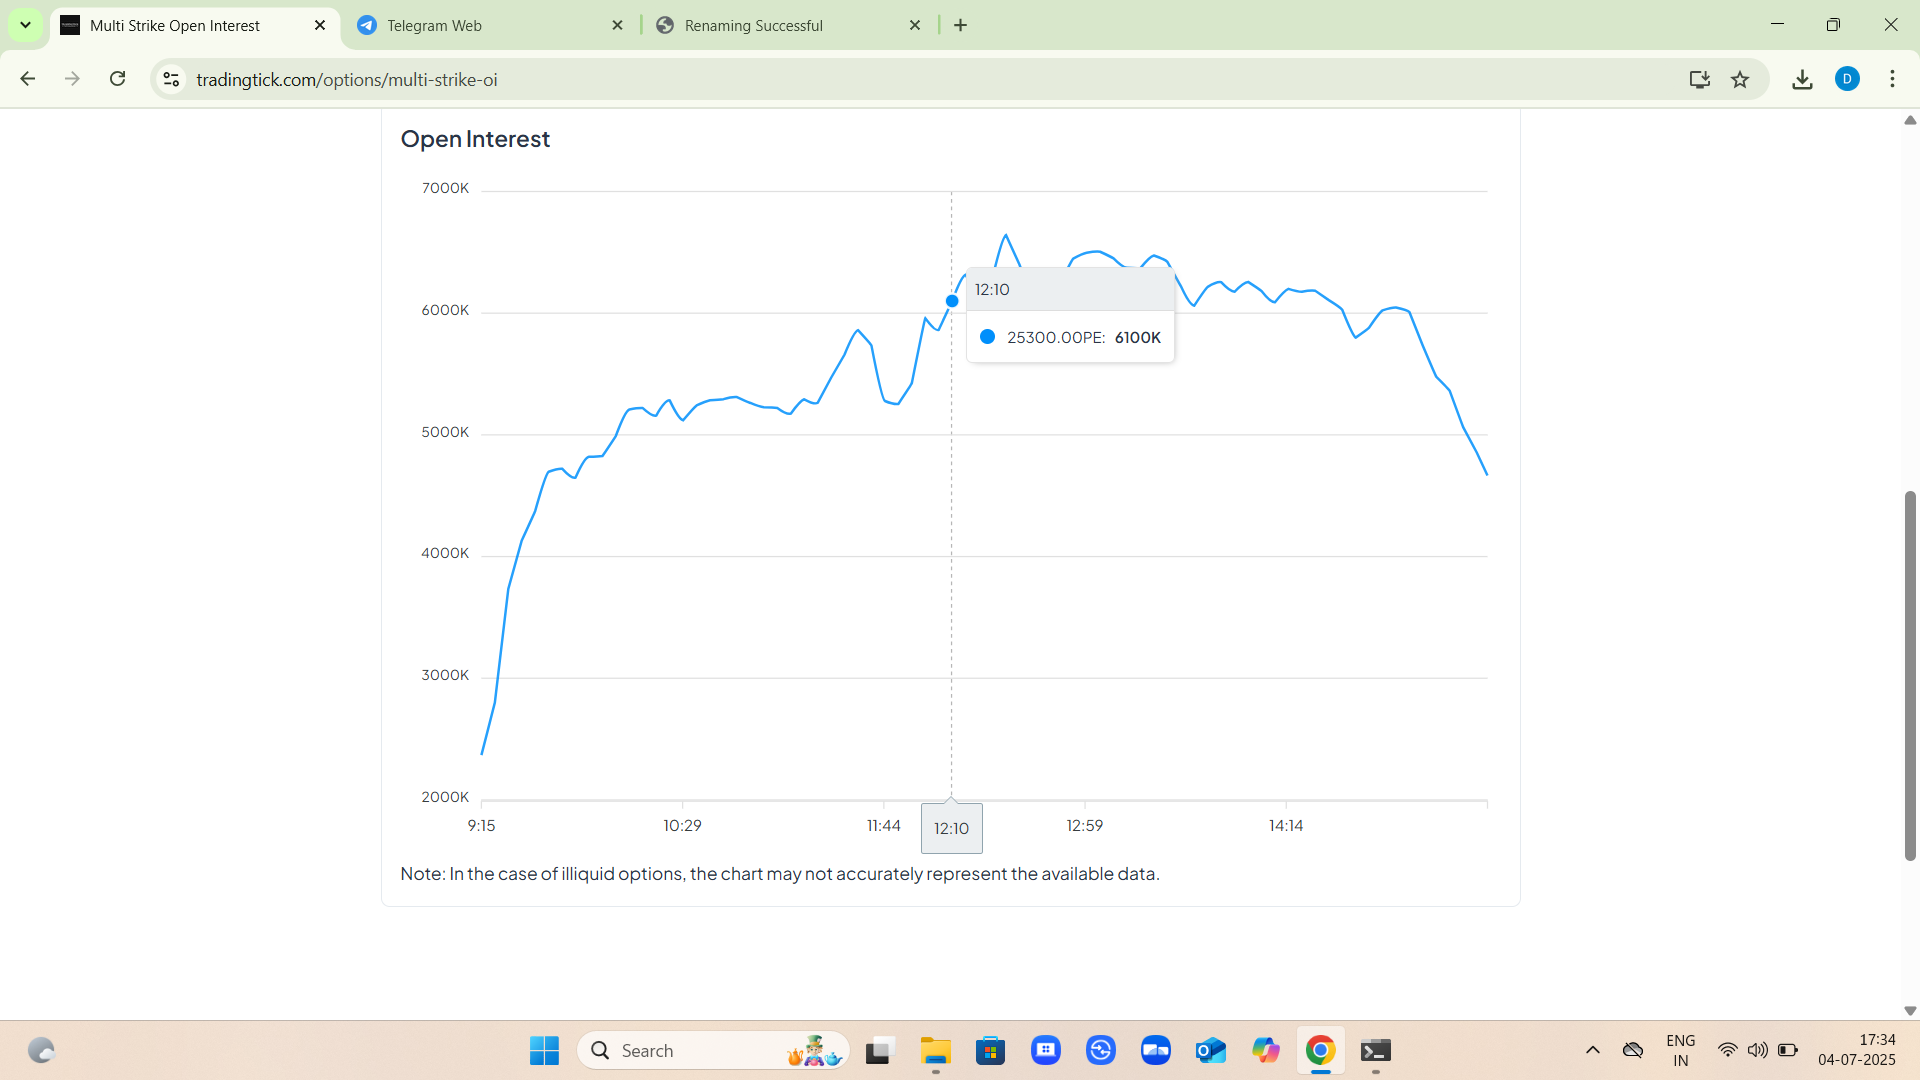 Multi Strike Open Interest
Telegram Web
Renaming Successful
tradingtick.com/options/multi-strike-oi
D
Open Interest
7000K
6000K
5000K
4000K
3000K
2000K
12:10
25300.00PE: 6100K
9:15
10:29
11:44
12:10
12:59
14:14
Note: In the case of illiquid options, the chart may not accurately represent the available data.
Search
ENG
IN
17:34
04-07-2025